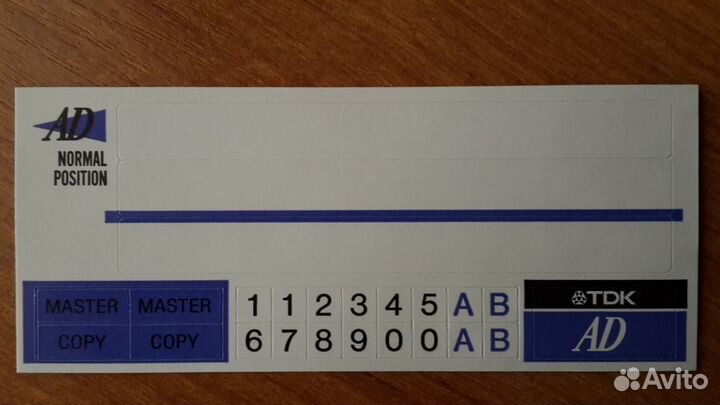 AD
NORMAL
POSITION
MASTER MASTER
COPY COPY
1 1 2 3 4 5 A B
6 7 8 9 0 0 A B
TDK
AD
Avito